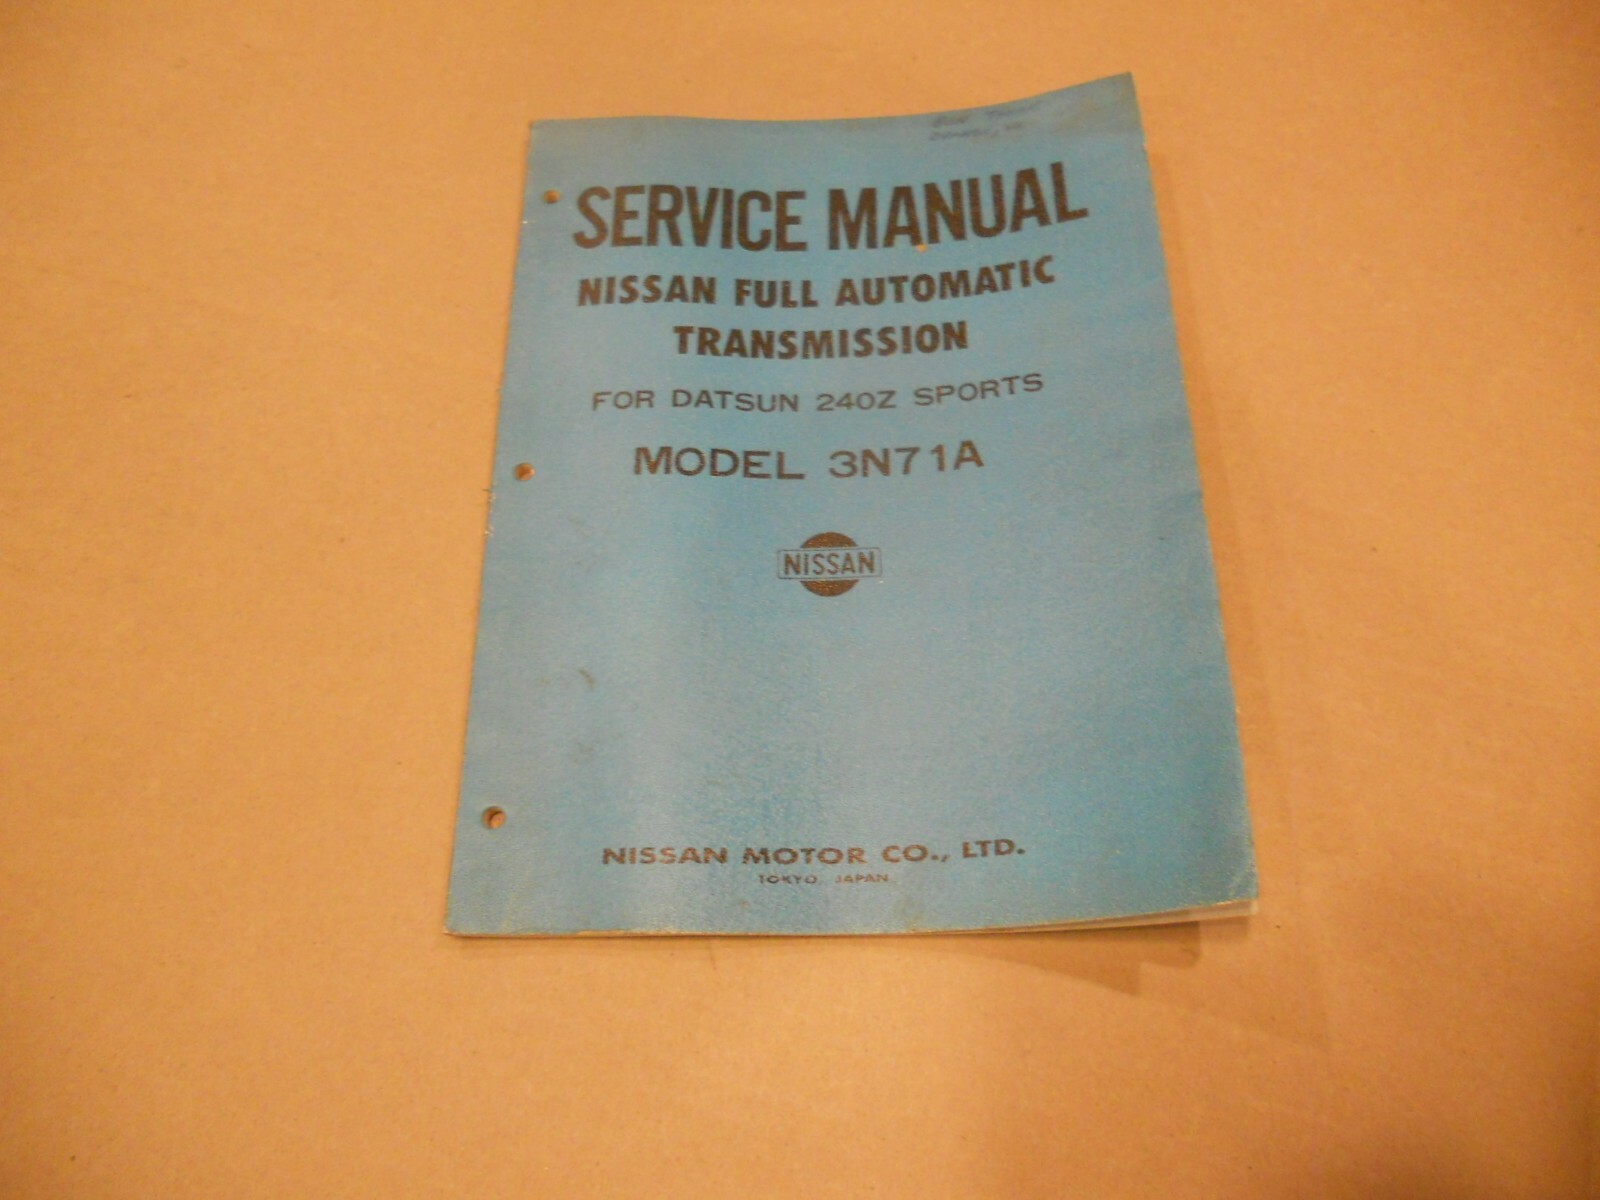 SERVICE MANUAL
NISSAN FULL AUTOMATIC
TRANSMISSION
FOR DATSUN 240Z SPORTS
MODEL 3N71A
NISSAN
NISSAN MOTOR CO., LTD.
TOKYO, JAPAN